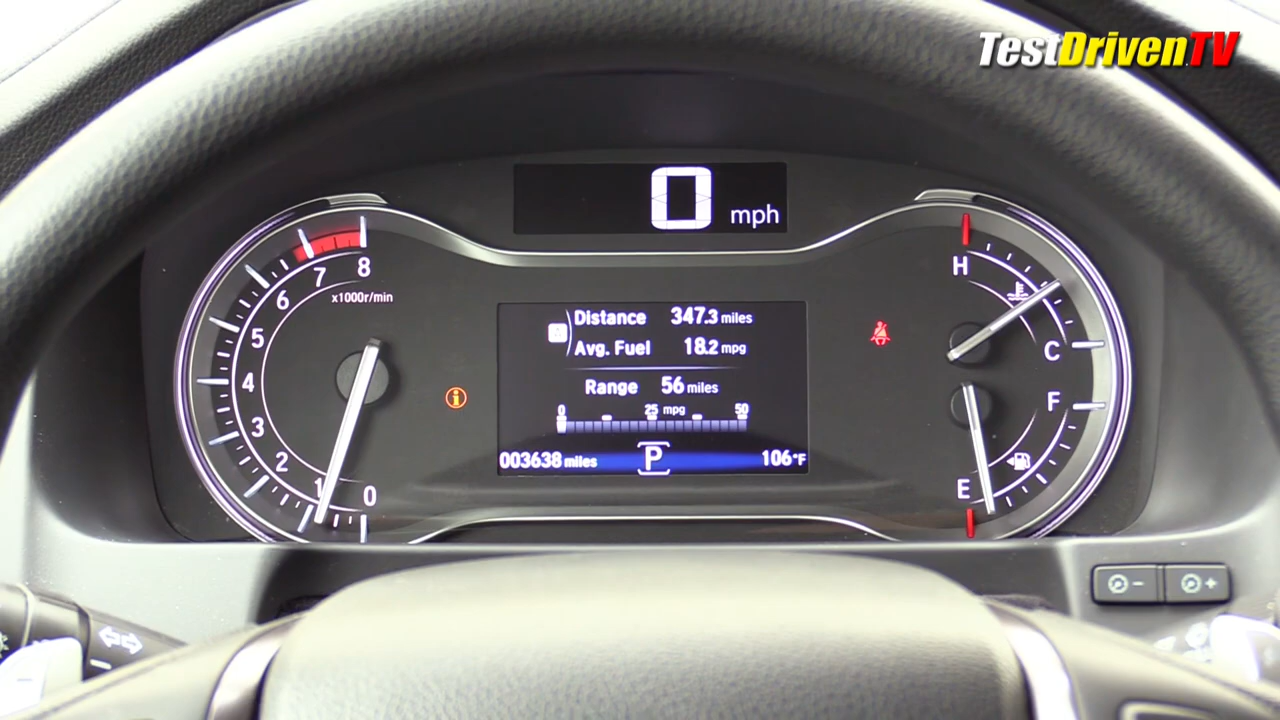 TestDrivenTV
0 mph
8
7
6
5
4
3
2
1
0
x1000r/min
Distance 347.3 miles
Avg. Fuel 18.2 mpg
Range 56 miles
0 25 mpg 50
003638 miles P 106°F
H
C
F
E
- +